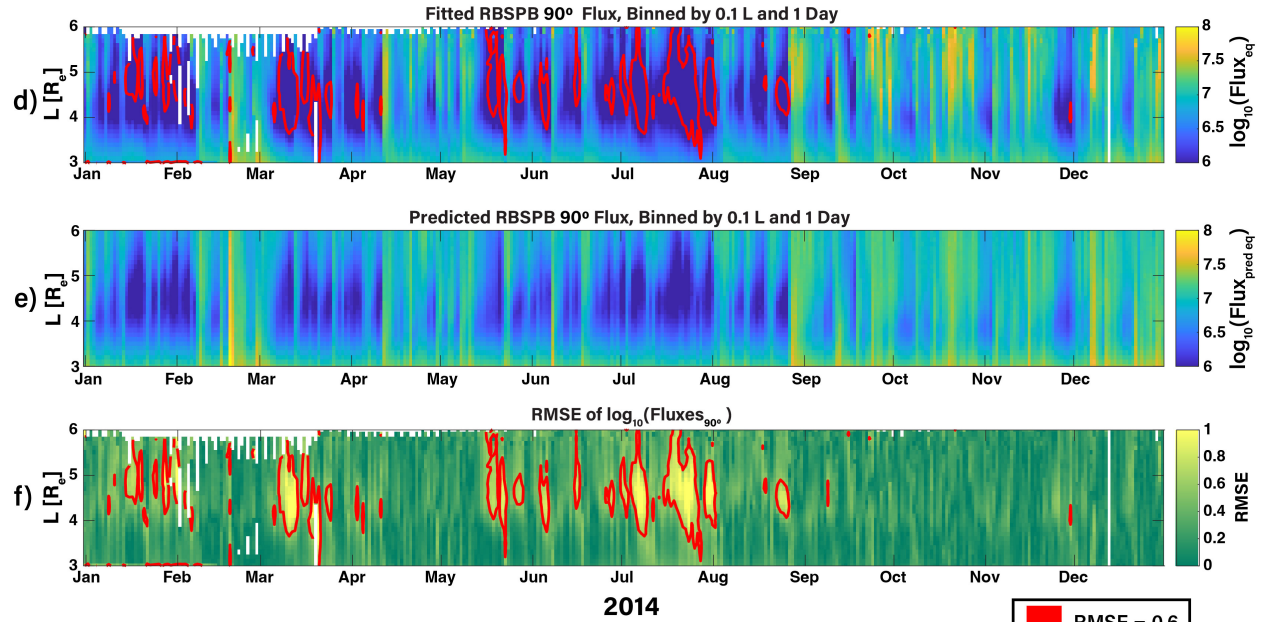 Fitted RBSPB 90º Flux, Binned by 0.1 L and 1 Day
d)
L [Rₑ]
6
5
4
3
Jan Feb Mar Apr May Jun Jul Aug Sep Oct Nov Dec
8
7.5
7
6.5
6
log₁₀(Flux_eq)
Predicted RBSPB 90º Flux, Binned by 0.1 L and 1 Day
e)
L [Rₑ]
6
5
4
3
Jan Feb Mar Apr May Jun Jul Aug Sep Oct Nov Dec
8
7.5
7
6.5
6
log₁₀(Flux_pred eq)
RMSE of log₁₀(Fluxes₉₀º )
f)
L [Rₑ]
6
5
4
3
Jan Feb Mar Apr May Jun Jul Aug Sep Oct Nov Dec
1
0.8
0.6
0.4
0.2
0
RMSE
2014
RMSE = 0.6